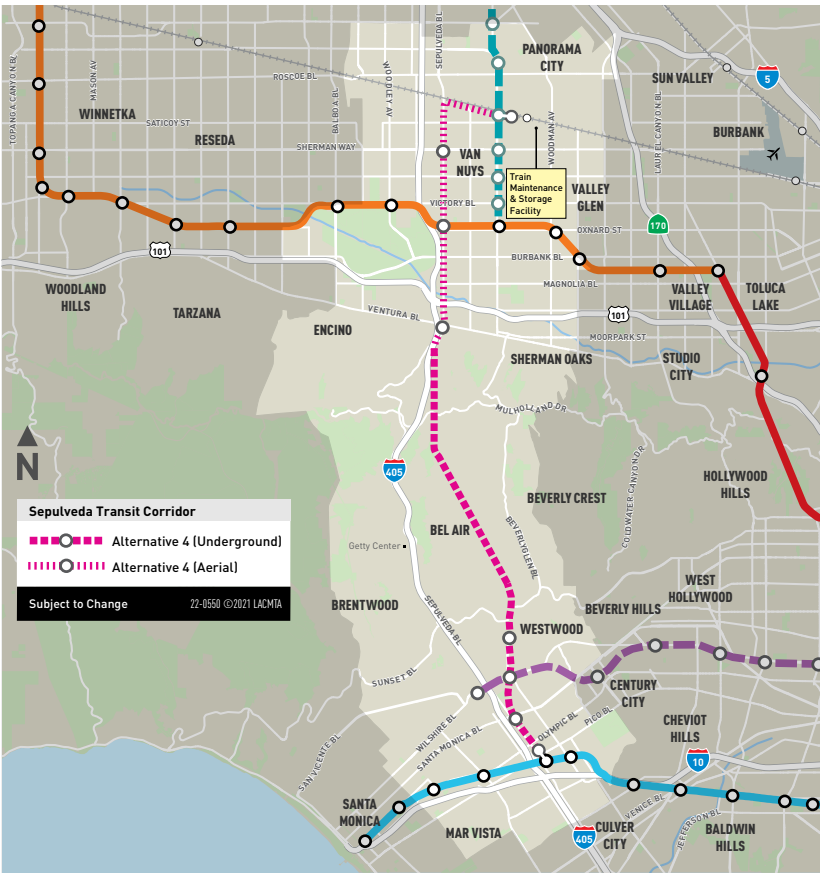 SEPULVEDA BL
PANORAMA
CITY
SUN VALLEY
5
TOPANGA CANYON BL
MASON AV
ROSCOE BL
WOODLEY AV
WINNETKA
BALBOA BL
LAUREL CANYON BL
SATICOY ST
RESEDA
WOODMAN AV
BURBANK
SHERMAN WAY
VAN
NUYS
Train
Maintenance
& Storage
Facility
VALLEY
GLEN
VICTORY BL
170
OXNARD ST
101
BURBANK BL
MAGNOLIA BL
WOODLAND
HILLS
VALLEY
VILLAGE
TOLUCA
LAKE
TARZANA
VENTURA BL
101
ENCINO
MOORPARK ST
SHERMAN OAKS
STUDIO
CITY
MULHOLLAND DR
N
405
COLDWATER CANYON DR
HOLLYWOOD
HILLS
BEVERLY CREST
Sepulveda Transit Corridor
Alternative 4 (Underground)
Alternative 4 (Aerial)
Subject to Change
22-0550 ©2021 LACMTA
BEL AIR
BEVERLY GLEN BL
Getty Center
WEST
HOLLYWOOD
BRENTWOOD
SEPULVEDA BL
BEVERLY HILLS
WESTWOOD
SUNSET BL
CENTURY
CITY
WILSHIRE BL
OLYMPIC BL
PICO BL
CHEVIOT
HILLS
SANTA MONICA BL
SAN VICENTE BL
10
SANTA
MONICA
VENICE BL
JEFFERSON BL
MAR VISTA
405
CULVER
CITY
BALDWIN
HILLS